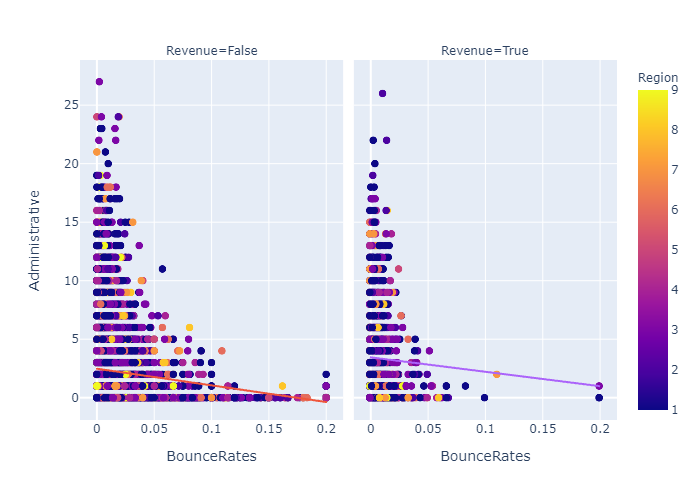 Revenue=False
Revenue=True
Region
Administrative
0
5
10
15
20
25
0 0.05 0.1 0.15 0.2
0 0.05 0.1 0.15 0.2
BounceRates
BounceRates
9
8
7
6
5
4
3
2
1